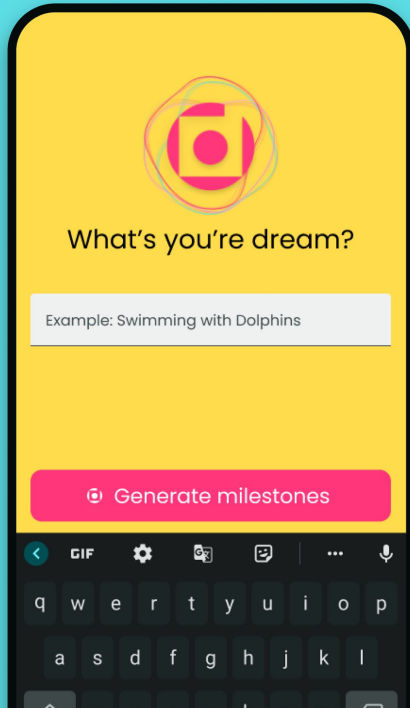 What's you're dream?
Example: Swimming with Dolphins
Generate milestones
GIF
q w e r t y u i o p
a s d f g h j k l